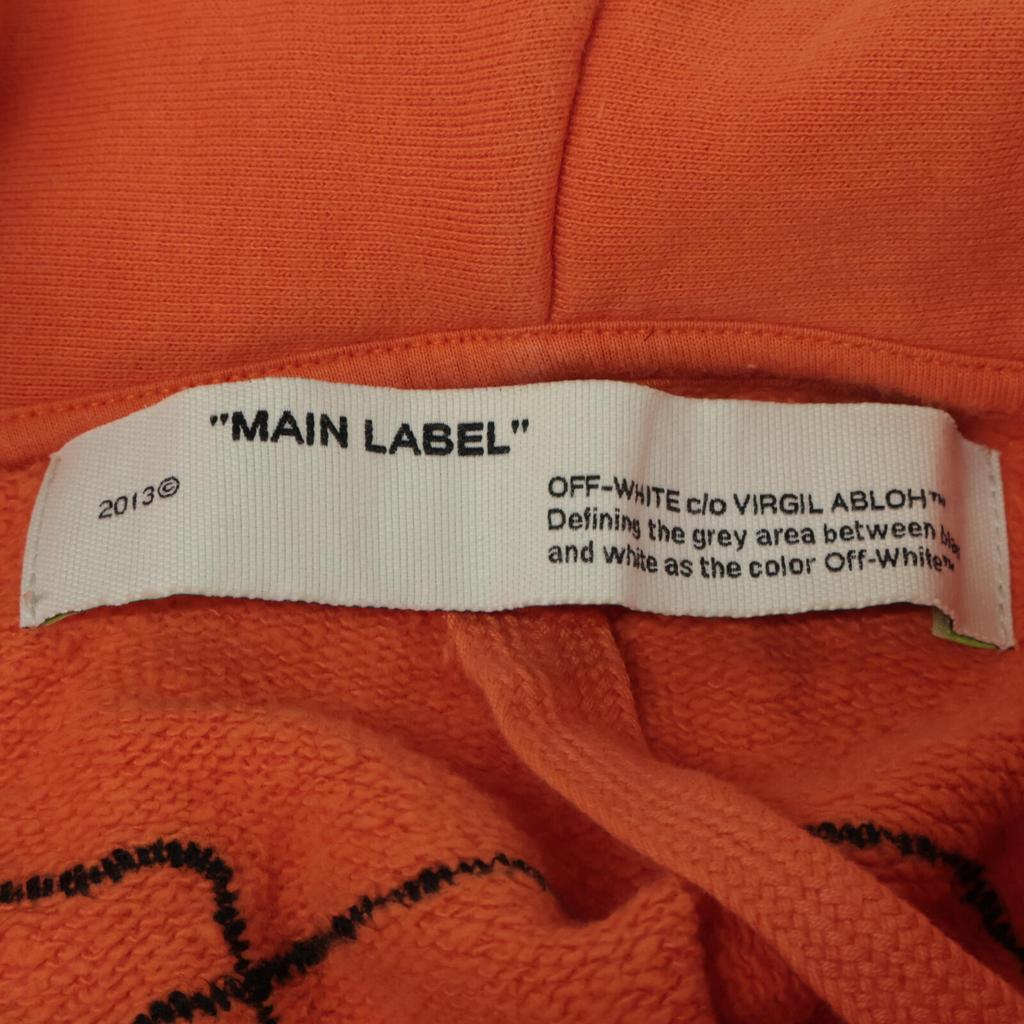 "MAIN LABEL"
2013©
OFF-WHITE c/o VIRGIL ABLOH™
Defining the grey area between
and white as the color Off-White™